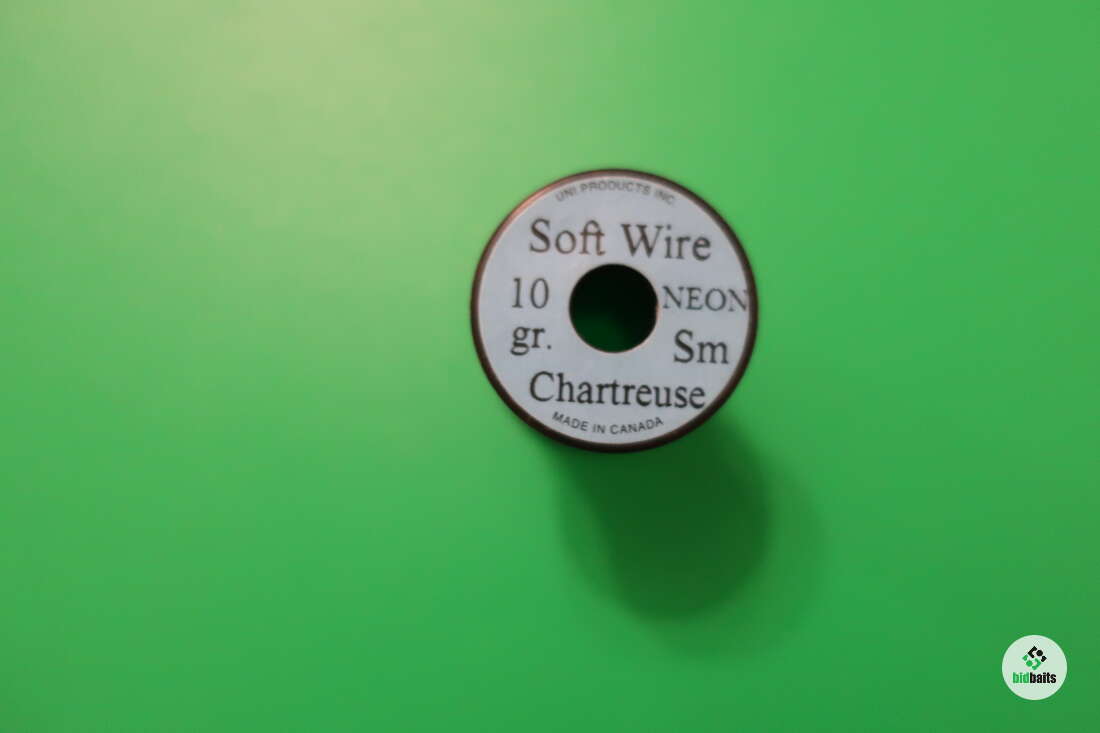 UNI PRODUCTS INC
Soft Wire
10 NEON
gr. Sm
Chartreuse
MADE IN CANADA
bidbaits